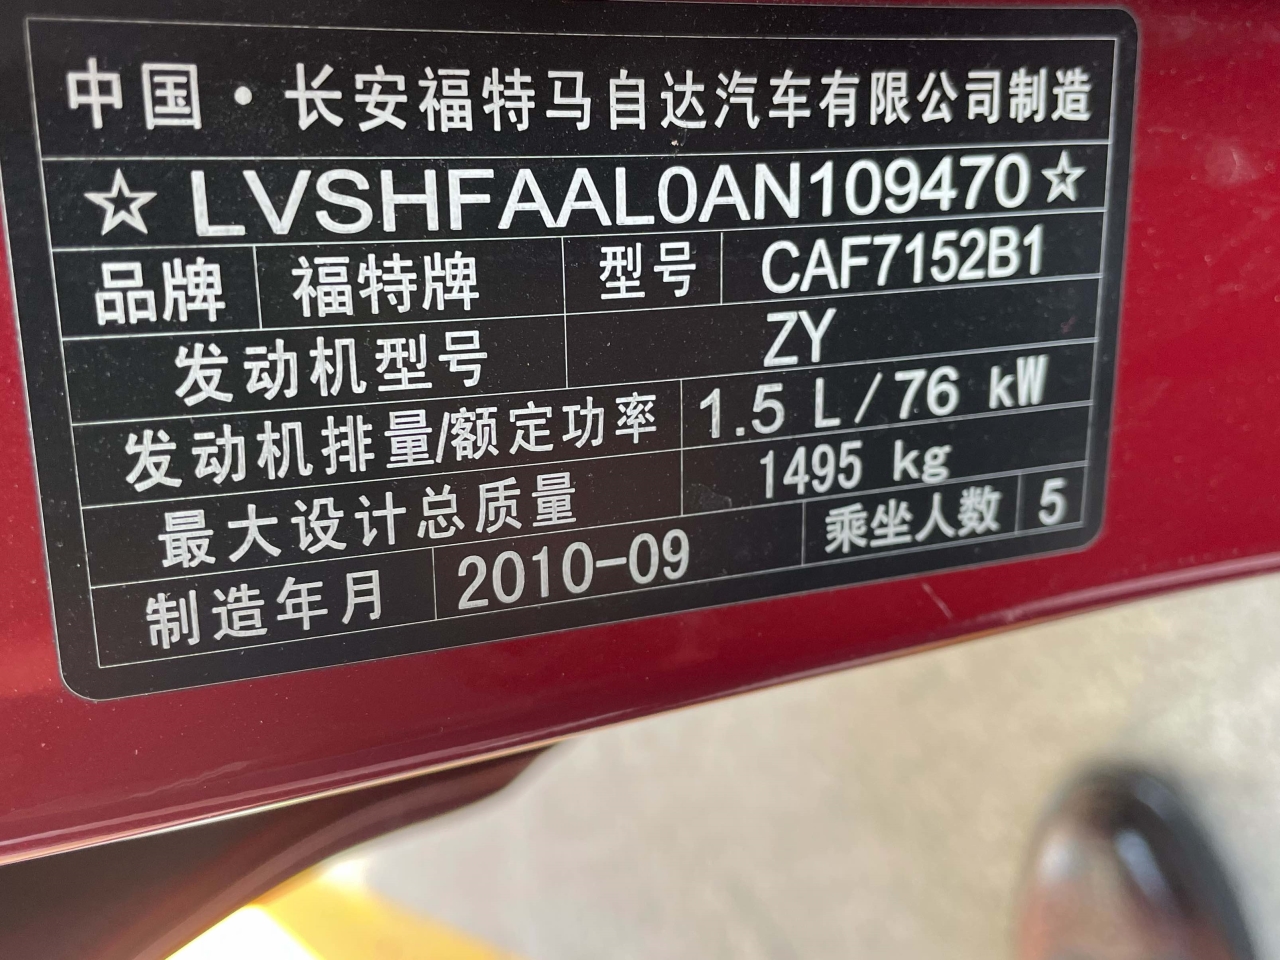 中国·长安福特马自达汽车有限公司制造
☆LVSHFAAL0AN109470☆
品牌 福特牌 型号 CAF7152B1
发动机型号 ZY
发动机排量/额定功率 1.5 L/76 kW
最大设计总质量 1495 kg
制造年月 2010-09 乘坐人数 5